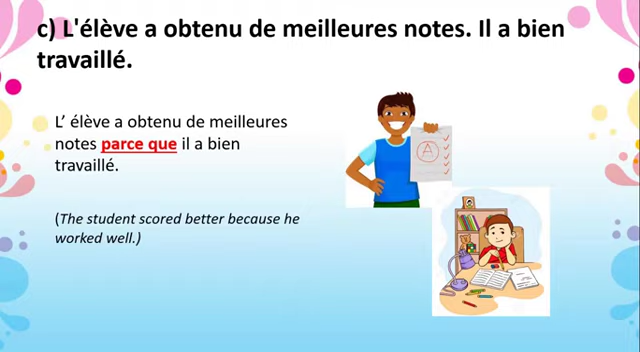 c) L'élève a obtenu de meilleures notes. Il a bien
travaillé.
L' élève a obtenu de meilleures
notes parce que il a bien
travaillé.
(The student scored better because he
worked well.)
A